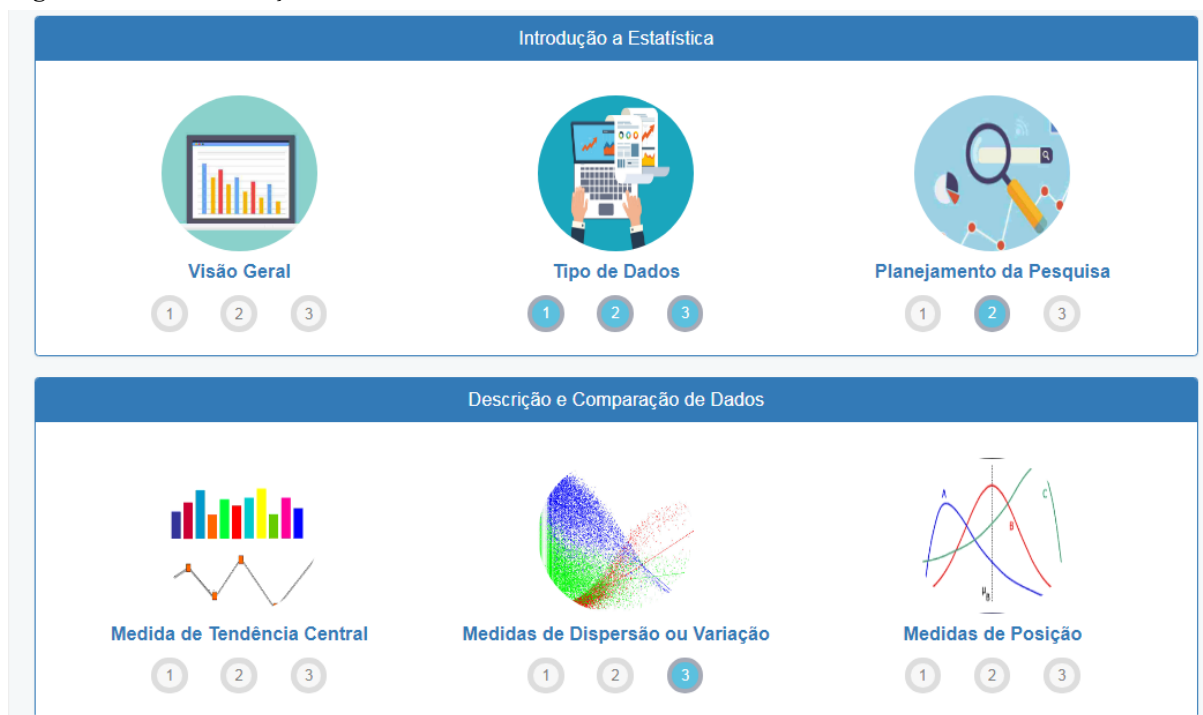 Introdução a Estatística
Visão Geral
Tipo de Dados
Planejamento da Pesquisa
1 2 3
1 2 3
1 2 3
Descrição e Comparação de Dados
A
B
C
μB
Medida de Tendência Central
Medidas de Dispersão ou Variação
Medidas de Posição
1 2 3
1 2 3
1 2 3